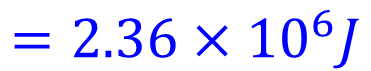 = 2.36 × 10⁶J